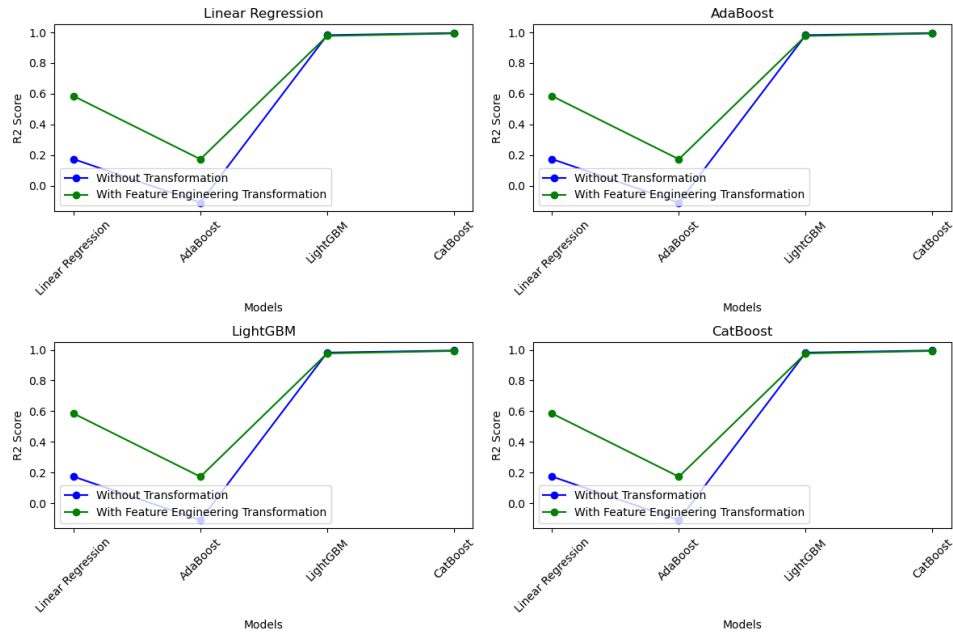 Linear Regression
R2 Score
1.0
0.8
0.6
0.4
0.2
0.0
Without Transformation
With Feature Engineering Transformation
Linear Regression
AdaBoost
LightGBM
CatBoost
Models
AdaBoost
R2 Score
1.0
0.8
0.6
0.4
0.2
0.0
Without Transformation
With Feature Engineering Transformation
Linear Regression
AdaBoost
LightGBM
CatBoost
Models
LightGBM
R2 Score
1.0
0.8
0.6
0.4
0.2
0.0
Without Transformation
With Feature Engineering Transformation
Linear Regression
AdaBoost
LightGBM
CatBoost
Models
CatBoost
R2 Score
1.0
0.8
0.6
0.4
0.2
0.0
Without Transformation
With Feature Engineering Transformation
Linear Regression
AdaBoost
LightGBM
CatBoost
Models